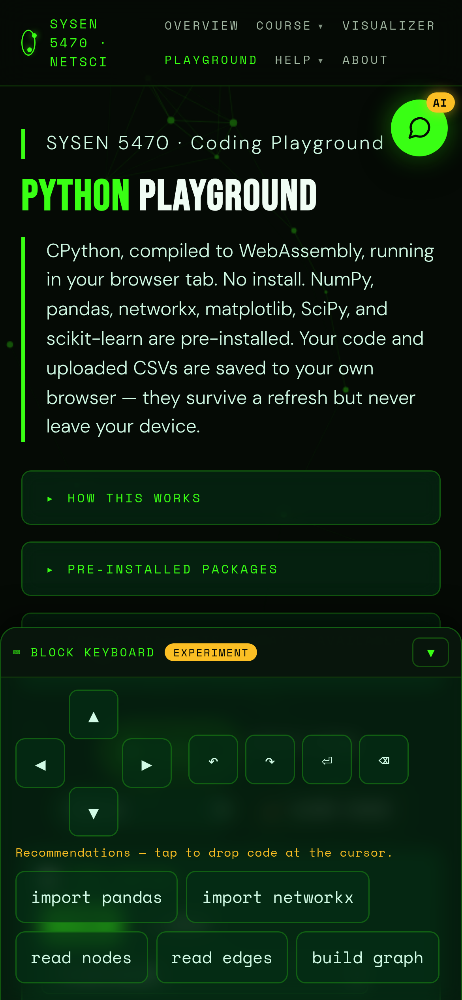 SYSEN
5470 ·
NETSCI
OVERVIEW COURSE ▾ VISUALIZER
PLAYGROUND HELP ▾ ABOUT
AI
SYSEN 5470 · Coding Playground
PYTHON PLAYGROUND
CPython, compiled to WebAssembly, running
in your browser tab. No install. NumPy,
pandas, networkx, matplotlib, SciPy, and
scikit-learn are pre-installed. Your code and
uploaded CSVs are saved to your own
browser — they survive a refresh but never
leave your device.
▸ HOW THIS WORKS
▸ PRE-INSTALLED PACKAGES
⌨ BLOCK KEYBOARD EXPERIMENT ▼
▲
◀ ▶ ↶ ↷ ⏎ ⌫
▼
Recommendations — tap to drop code at the cursor.
import pandas import networkx
read nodes read edges build graph